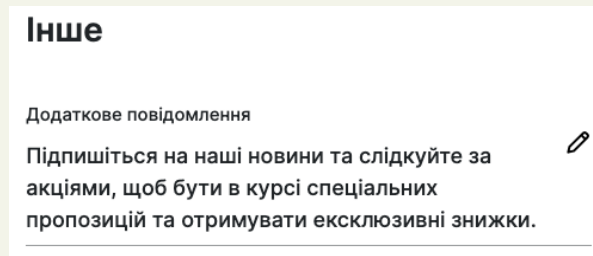 Інше
Додаткове повідомлення
Підпишіться на наші новини та слідкуйте за
акціями, щоб бути в курсі спеціальних
пропозицій та отримувати ексклюзивні знижки.